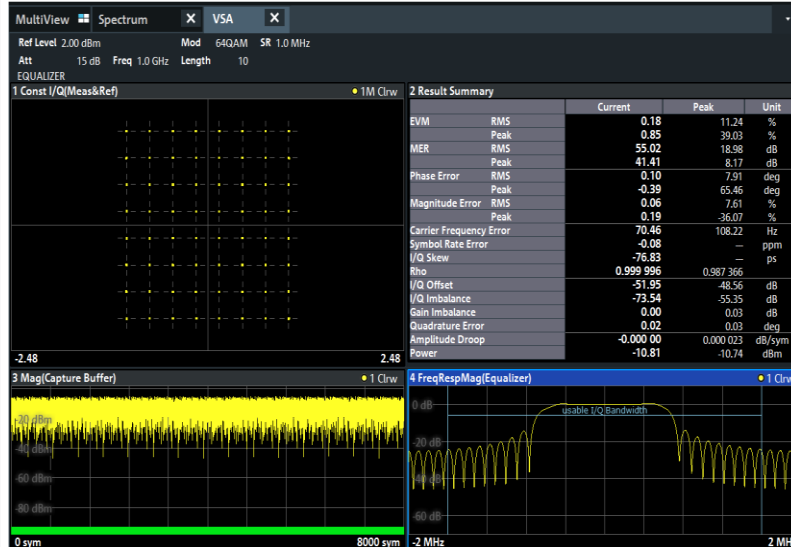 MultiView Spectrum X VSA X
Ref Level 2.00 dBm Mod 64QAM SR 1.0 MHz
Att 15 dB Freq 1.0 GHz Length 10
EQUALIZER
1 Const I/Q(Meas&Ref) 1M Clrw
-2.48 2.48
2 Result Summary
Current Peak Unit
EVM RMS 0.18 11.24 %
Peak 0.85 39.03 %
MER RMS 55.02 18.98 dB
Peak 41.41 8.17 dB
Phase Error RMS 0.10 7.91 deg
Peak -0.39 65.46 deg
Magnitude Error RMS 0.06 7.61 %
Peak 0.19 -36.07 %
Carrier Frequency Error 70.46 108.22 Hz
Symbol Rate Error -0.08 — ppm
I/Q Skew -76.83 — ps
Rho 0.999 996 0.987 366
I/Q Offset -51.95 -48.56 dB
I/Q Imbalance -73.54 -55.35 dB
Gain Imbalance 0.00 0.03 dB
Quadrature Error 0.02 0.03 deg
Amplitude Droop -0.000 00 0.000 023 dB/sym
Power -10.81 -10.74 dBm
3 Mag(Capture Buffer) 1 Clrw
-20 dBm
-40 dBm
-60 dBm
-80 dBm
0 sym 8000 sym
4 FreqRespMag(Equalizer) 1 Clrw
0 dB
usable I/Q Bandwidth
-20 dB
-40 dB
-60 dB
-2 MHz 2 MH